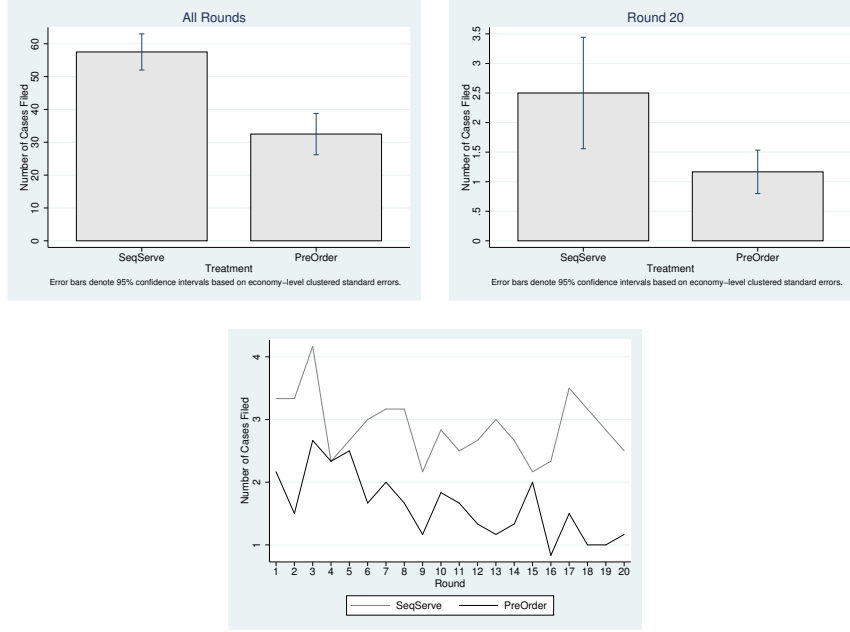 All Rounds
Number of Cases Filed
60
50
40
30
20
10
0
SeqServe PreOrder
Treatment
Error bars denote 95% confidence intervals based on economy−level clustered standard errors.
Round 20
Number of Cases Filed
3.5
3
2.5
2
1.5
1
.5
0
SeqServe PreOrder
Treatment
Error bars denote 95% confidence intervals based on economy−level clustered standard errors.
Number of Cases Filed
4
3
2
1
1 2 3 4 5 6 7 8 9 10 11 12 13 14 15 16 17 18 19 20
Round
SeqServe PreOrder